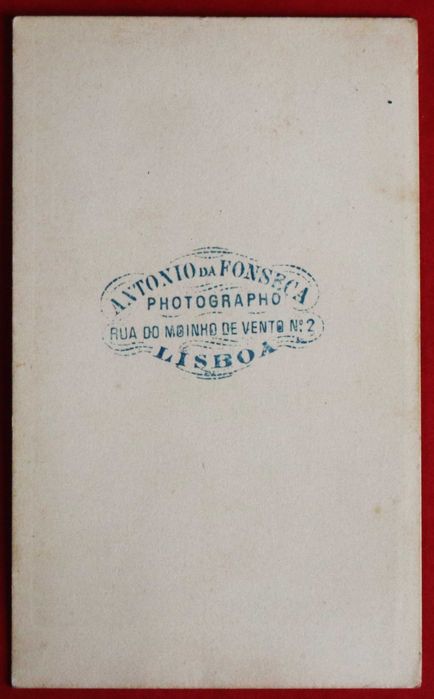 ANTONIO DA FONSECA
PHOTOGRAPHO
RUA DO MOINHO DE VENTO Nº 2
LISBOA